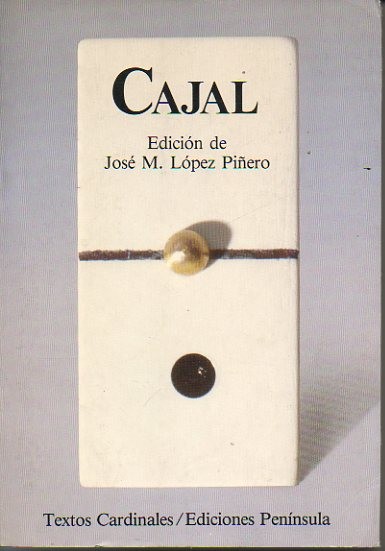 CAJAL
Edición de
José M. López Piñero
Textos Cardinales/Ediciones Península